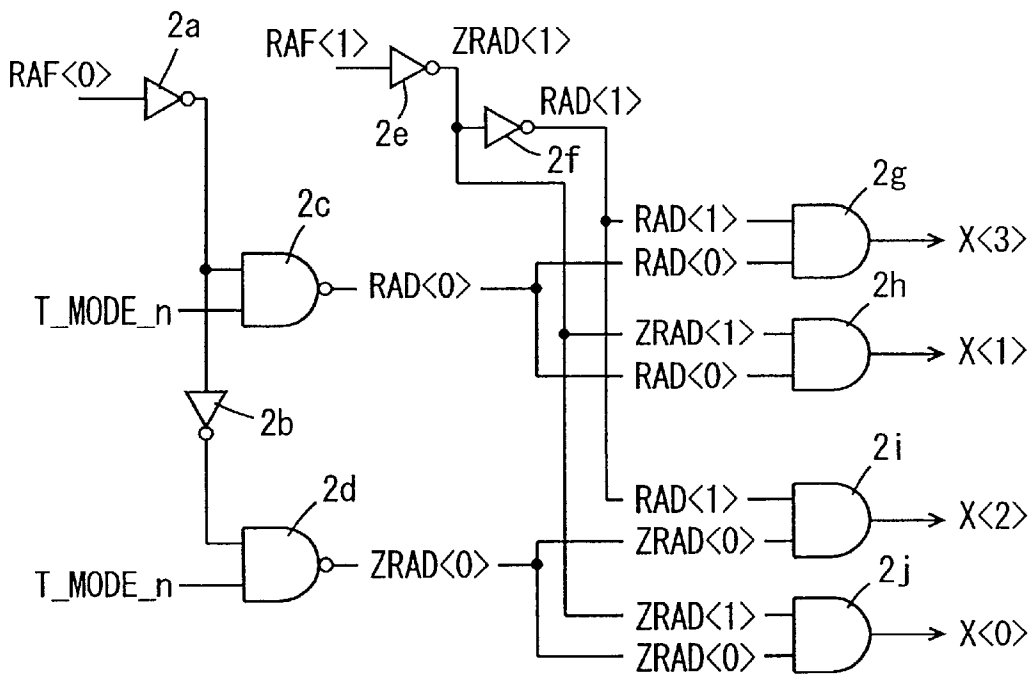 2a
RAF<0>
RAF<1>
ZRAD<1>
2e
RAD<1>
2f
2c
T_MODE_n
RAD<0>
2b
2d
T_MODE_n
ZRAD<0>
RAD<1>
RAD<0>
2g
X<3>
ZRAD<1>
RAD<0>
2h
X<1>
RAD<1>
ZRAD<0>
2i
X<2>
ZRAD<1>
ZRAD<0>
2j
X<0>